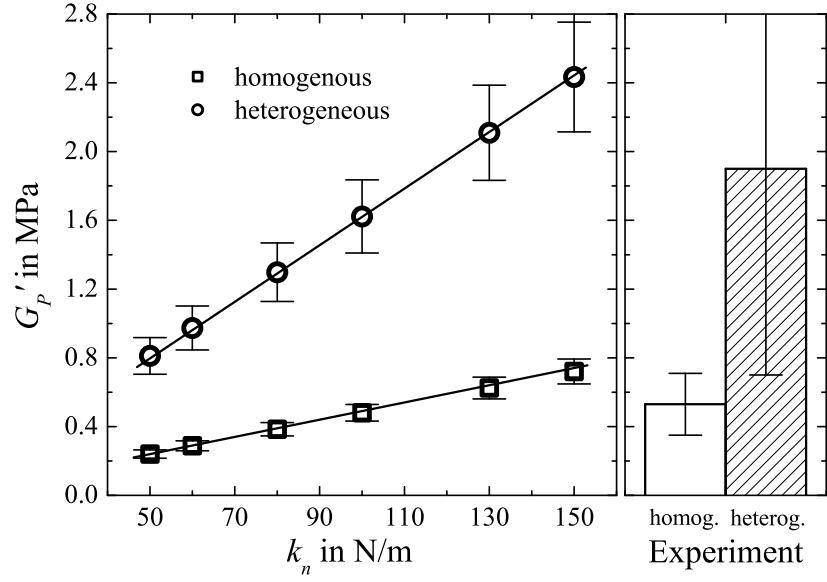 2.8
2.4
2.0
1.6
1.2
0.8
0.4
0.0
G_P' in MPa
homogenous
heterogeneous
50 70 90 110 130 150
k_n in N/m
homog. heterog.
Experiment